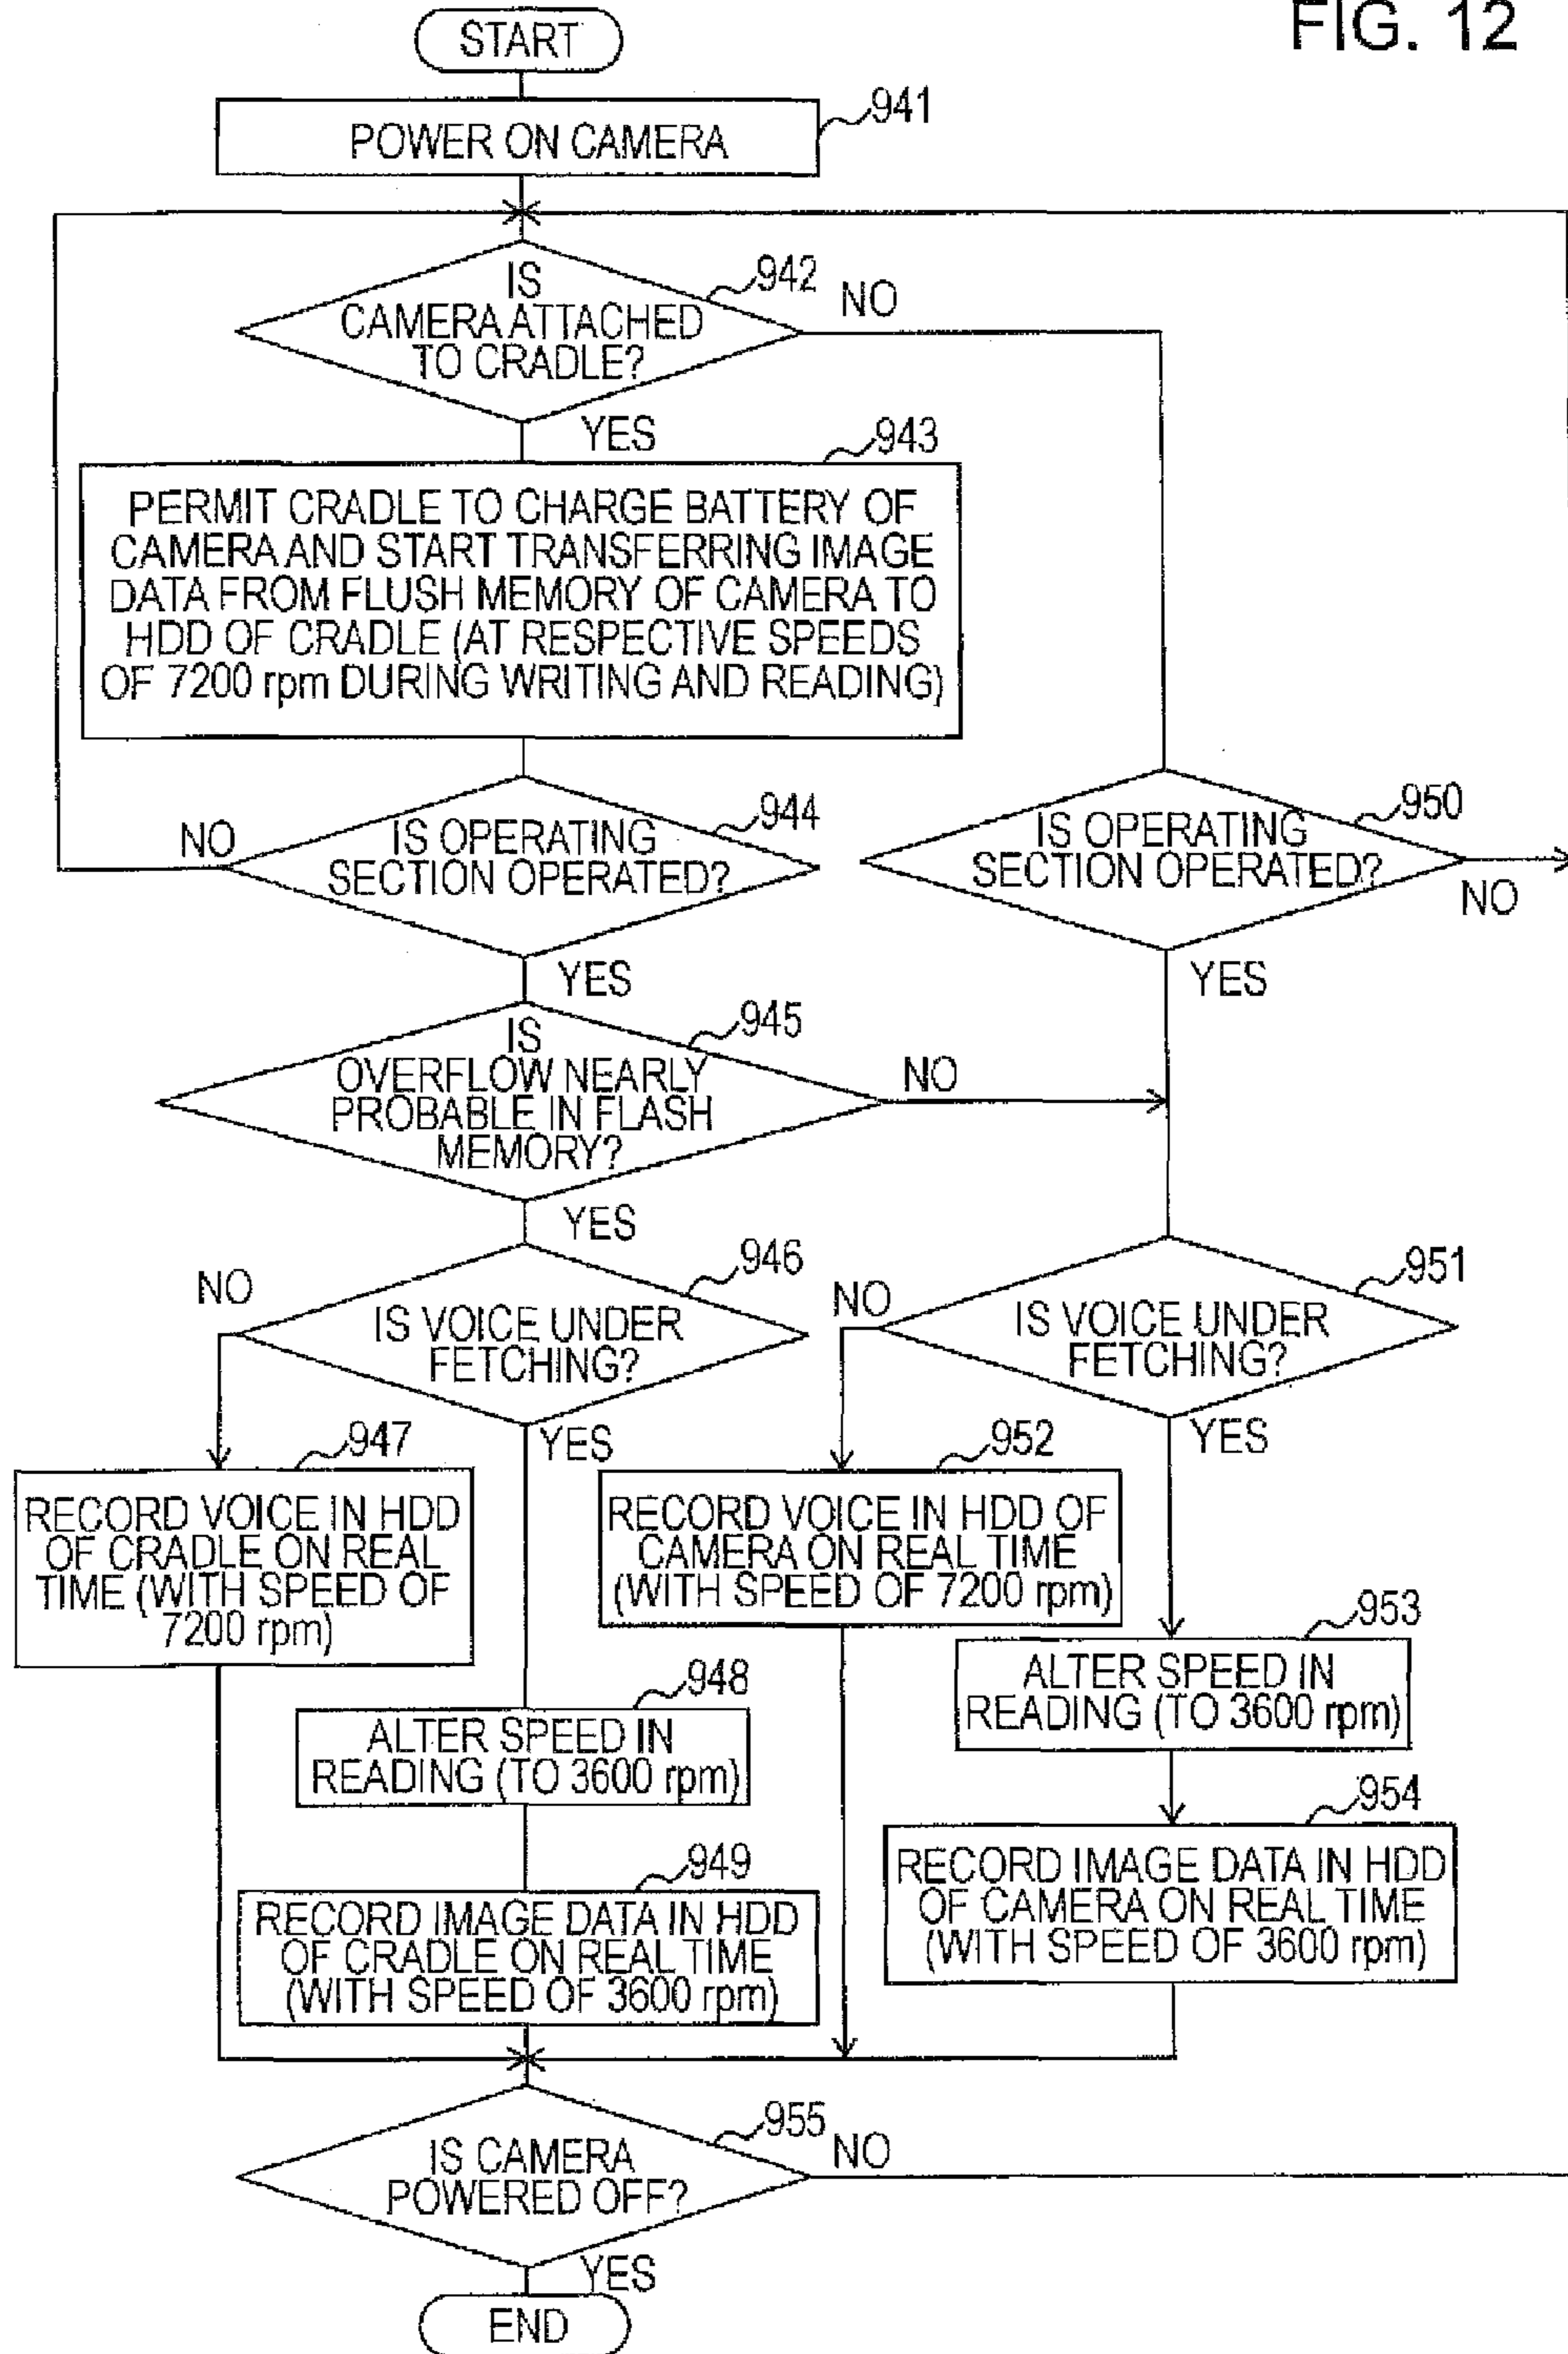 FIG. 12
START
POWER ON CAMERA
941
IS
CAMERA ATTACHED
TO CRADLE?
942
NO
YES
943
PERMIT CRADLE TO CHARGE BATTERY OF
CAMERA AND START TRANSFERRING IMAGE
DATA FROM FLUSH MEMORY OF CAMERA TO
HDD OF CRADLE (AT RESPECTIVE SPEEDS
OF 7200 rpm DURING WRITING AND READING)
NO
IS OPERATING
SECTION OPERATED?
944
YES
IS OPERATING
SECTION OPERATED?
950
NO
YES
IS
OVERFLOW NEARLY
PROBABLE IN FLASH
MEMORY?
945
NO
YES
NO
IS VOICE UNDER
FETCHING?
946
YES
NO
IS VOICE UNDER
FETCHING?
951
YES
947
RECORD VOICE IN HDD
OF CRADLE ON REAL
TIME (WITH SPEED OF
7200 rpm)
952
RECORD VOICE IN HDD OF
CAMERA ON REAL TIME
(WITH SPEED OF 7200 rpm)
948
ALTER SPEED IN
READING (TO 3600 rpm)
953
ALTER SPEED IN
READING (TO 3600 rpm)
949
RECORD IMAGE DATA IN HDD
OF CRADLE ON REAL TIME
(WITH SPEED OF 3600 rpm)
954
RECORD IMAGE DATA IN HDD
OF CAMERA ON REAL TIME
(WITH SPEED OF 3600 rpm)
IS CAMERA
POWERED OFF?
955
NO
YES
END